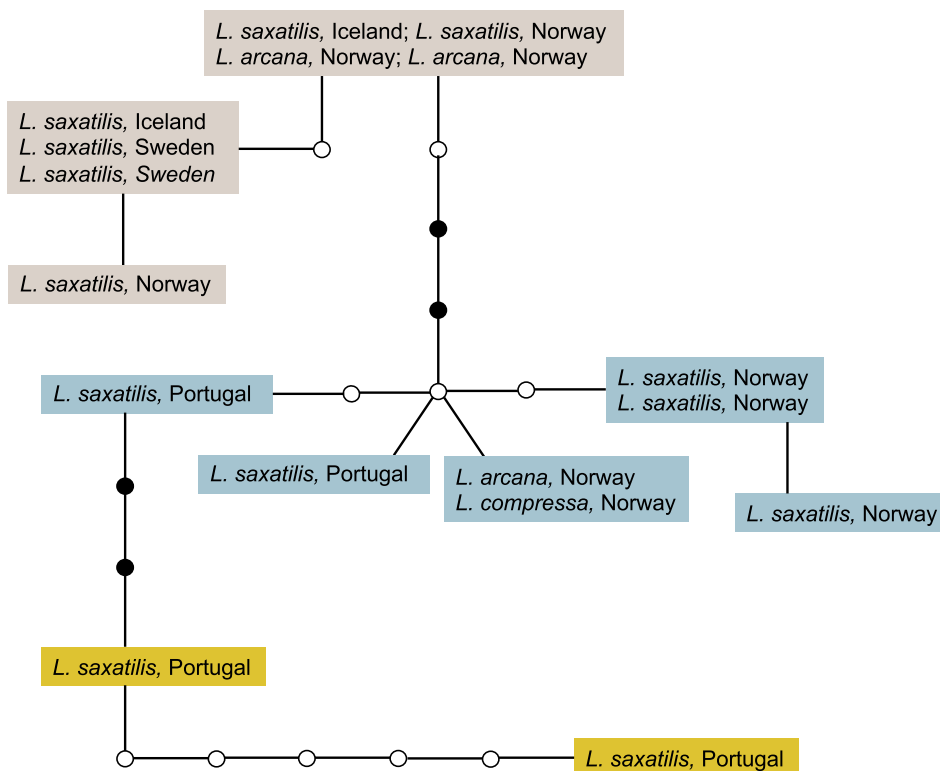 L. saxatilis, Iceland; L. saxatilis, Norway
L. arcana, Norway; L. arcana, Norway
L. saxatilis, Iceland
L. saxatilis, Sweden
L. saxatilis, Sweden
L. saxatilis, Norway
L. saxatilis, Portugal
L. saxatilis, Norway
L. saxatilis, Norway
L. saxatilis, Portugal
L. arcana, Norway
L. compressa, Norway
L. saxatilis, Norway
L. saxatilis, Portugal
L. saxatilis, Portugal